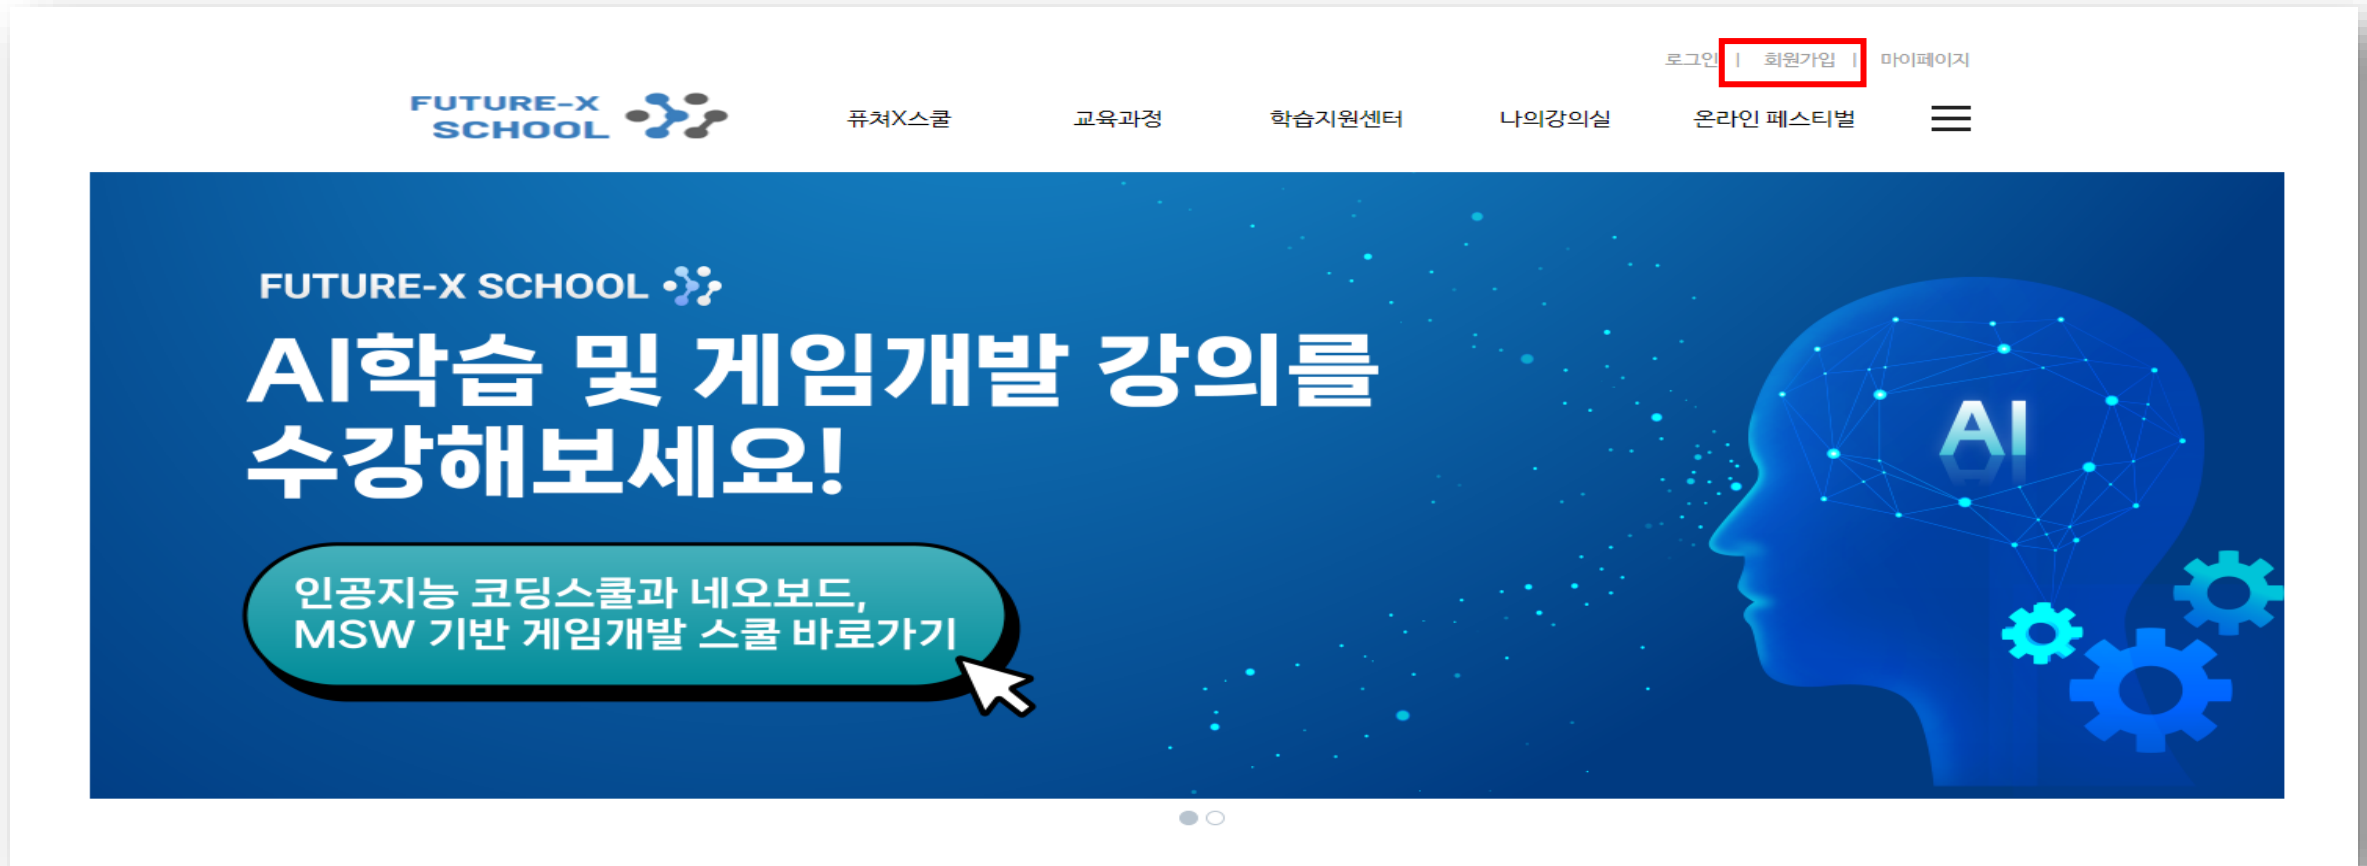 로그인 | 회원가입 | 마이페이지
FUTURE-X
SCHOOL
퓨쳐X스쿨 교육과정 학습지원센터 나의강의실 온라인 페스티벌
FUTURE-X SCHOOL
AI학습 및 게임개발 강의를
수강해보세요!
AI
인공지능 코딩스쿨과 네오보드,
MSW 기반 게임개발 스쿨 바로가기